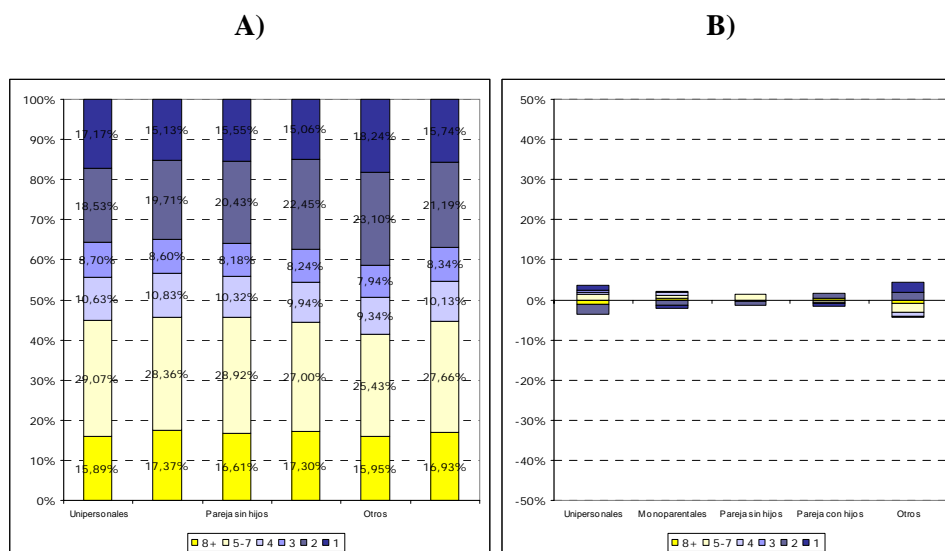 A) B)
100% 90% 80% 70% 60% 50% 40% 30% 20% 10% 0%
17,17% 15,13% 15,55% 15,06% 18,24% 15,74%
18,53% 19,71% 20,43% 22,45% 23,10% 21,19%
8,70% 8,60% 8,18% 8,24% 7,94% 8,34%
10,63% 10,83% 10,32% 9,94% 9,34% 10,13%
29,07% 28,36% 28,92% 27,00% 25,43% 27,66%
15,89% 17,37% 16,61% 17,30% 15,95% 16,93%
Unipersonales Pareja sin hijos Otros
8+ 5-7 4 3 2 1
50% 40% 30% 20% 10% 0% -10% -20% -30% -40% -50%
Unipersonales Monoparentales Pareja sin hijos Pareja con hijos Otros
8+ 5-7 4 3 2 1